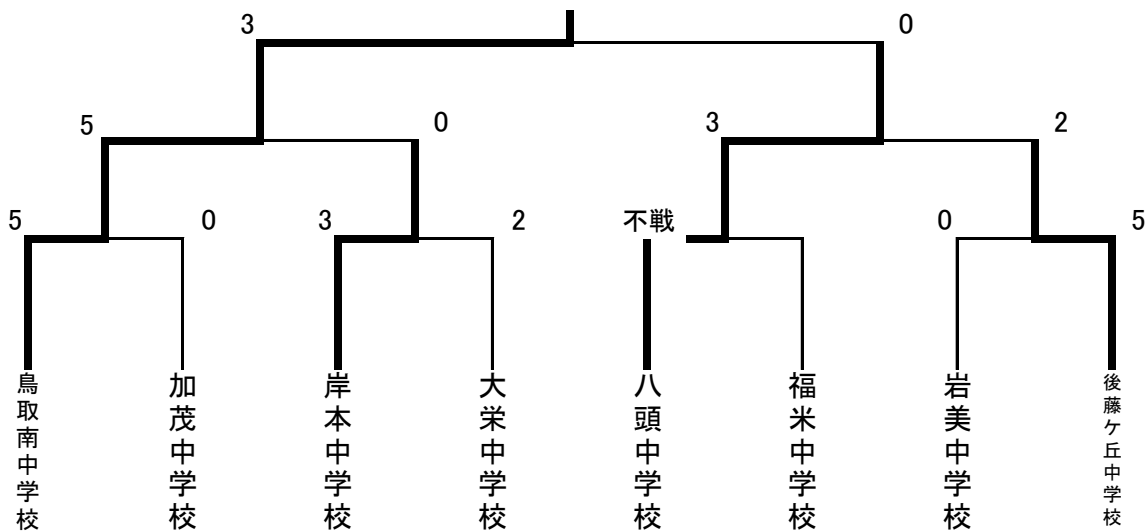 3
0
5
0
3
2
5
0
3
2
不戦
0
5
鳥取南中学校
加茂中学校
岸本中学校
大栄中学校
八頭中学校
福米中学校
岩美中学校
後藤ケ丘中学校